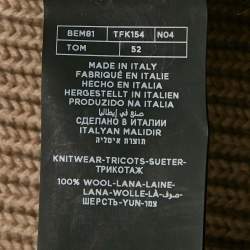 BEM81 TFK154 N04
TOM 52
MADE IN ITALY
FABRIQUÉ EN ITALIE
HECHO EN ITALIA
HERGESTELLT IN ITALIEN
PRODUZIDO NA ITALIA
صنع في إيطاليا
СДЕЛАНО В ИТАЛИИ
ITALYAN MALIDIR
תוצרת איטליה
KNITWEAR-TRICOTS-SUETER-
ТРИКОТАЖ
100% WOOL-LANA-LAINE-
LANA-WOLLE-LÀ-صوف-
ШЕРСТЬ-YUN-צמר